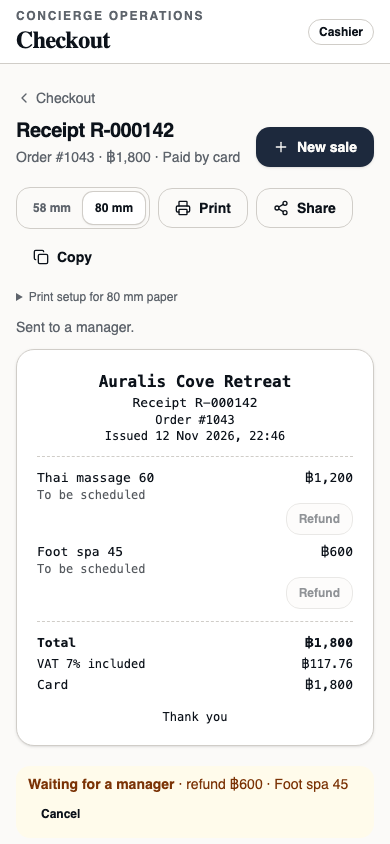 CONCIERGE OPERATIONS
Checkout
Cashier
Checkout
Receipt R-000142
Order #1043 · ฿1,800 · Paid by card
New sale
58 mm
80 mm
Print
Share
Copy
Print setup for 80 mm paper
Sent to a manager.
Auralis Cove Retreat
Receipt R-000142
Order #1043
Issued 12 Nov 2026, 22:46
Thai massage 60 ฿1,200
To be scheduled
Refund
Foot spa 45 ฿600
To be scheduled
Refund
Total ฿1,800
VAT 7% included ฿117.76
Card ฿1,800
Thank you
Waiting for a manager · refund ฿600 · Foot spa 45
Cancel